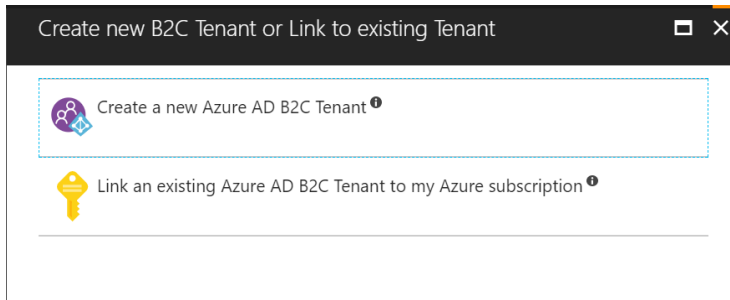 Create new B2C Tenant or Link to existing Tenant
Create a new Azure AD B2C Tenant
Link an existing Azure AD B2C Tenant to my Azure subscription